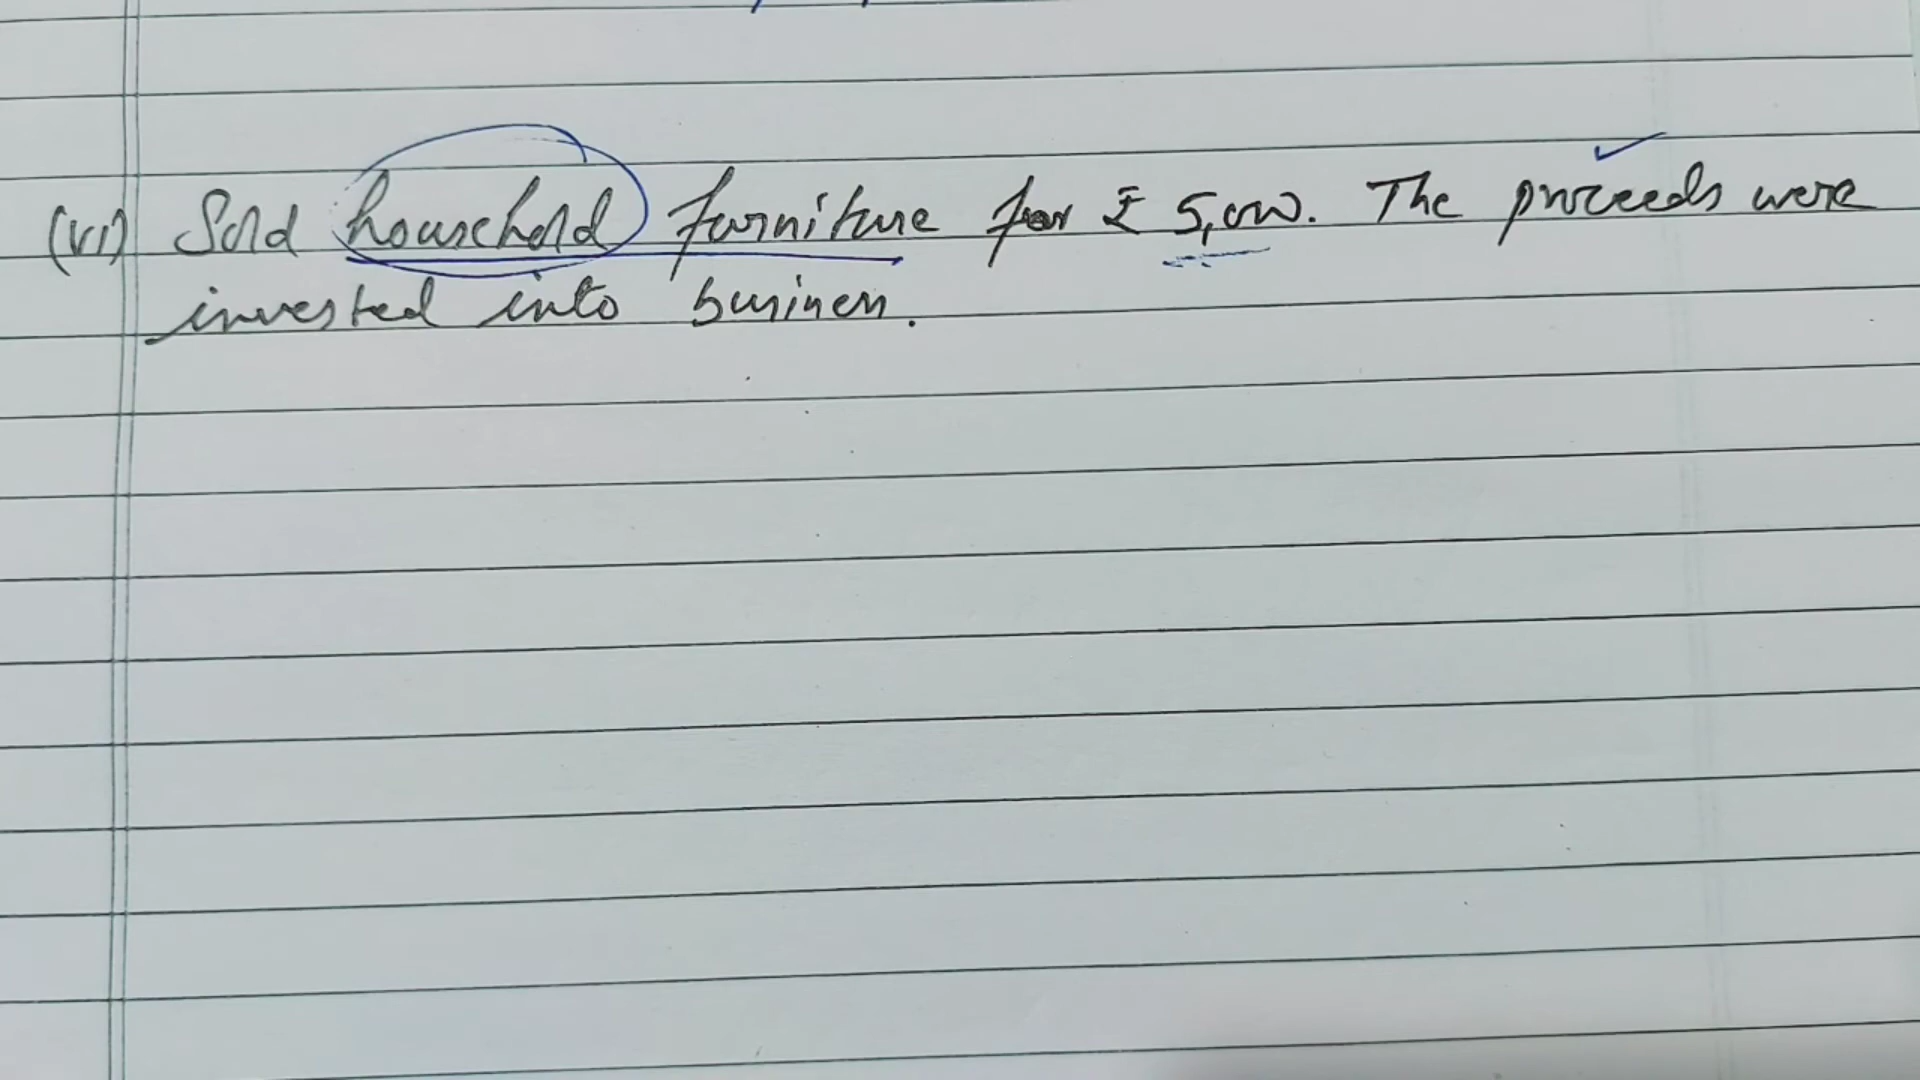 (vi) Sold household furniture for ₹ 5,000. The proceeds were
invested into business.